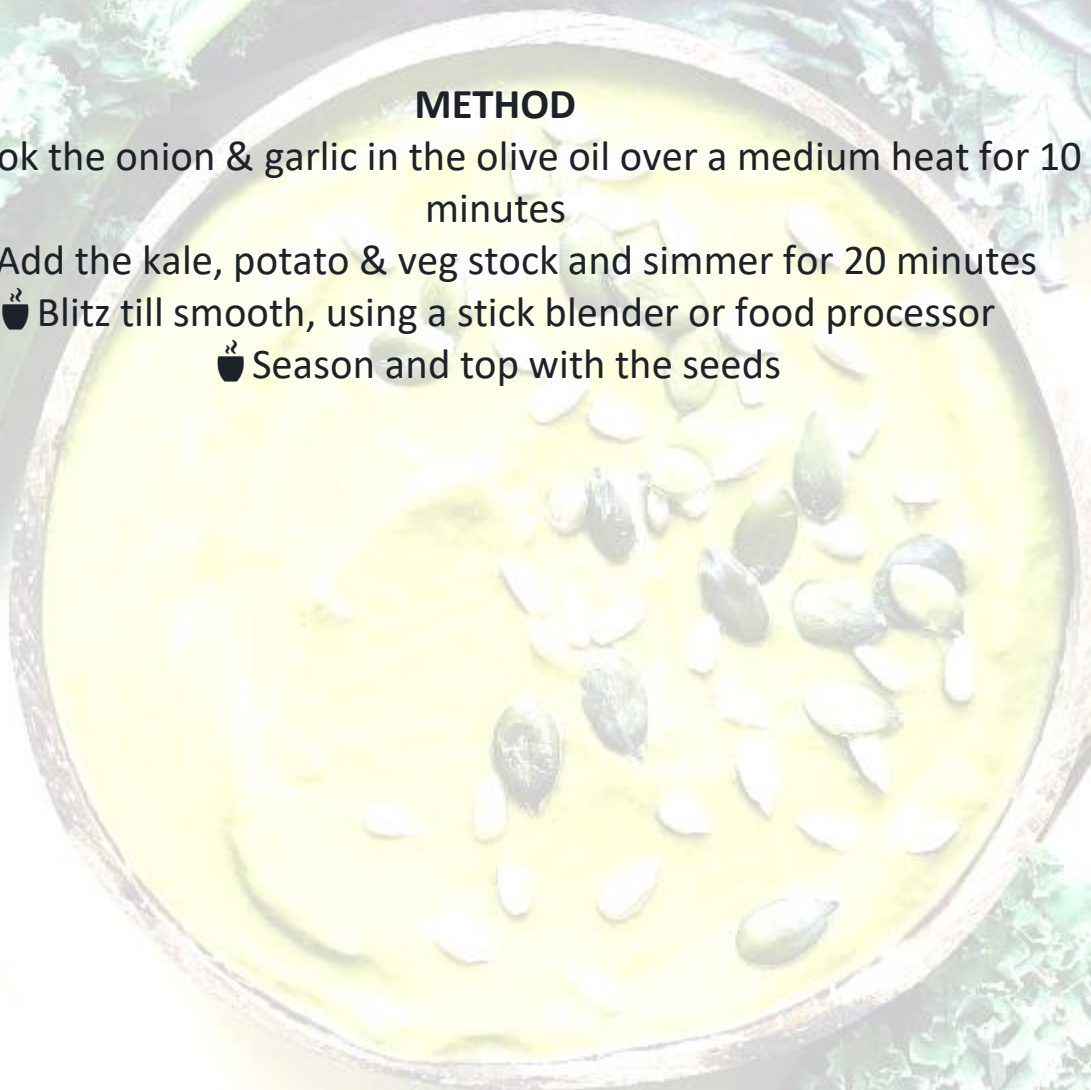 METHOD
ok the onion & garlic in the olive oil over a medium heat for 10
minutes
Add the kale, potato & veg stock and simmer for 20 minutes
Blitz till smooth, using a stick blender or food processor
Season and top with the seeds